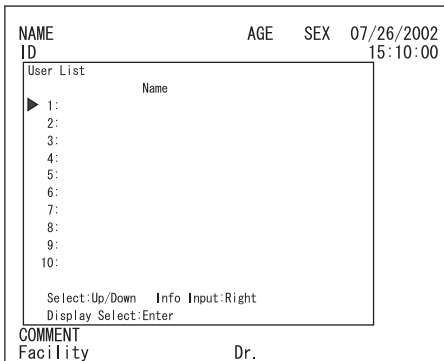 NAME AGE SEX 07/26/2002
ID 15:10:00
User List
Name
1:
2:
3:
4:
5:
6:
7:
8:
9:
10:
Select:Up/Down Info Input:Right
Display Select:Enter
COMMENT
Facility Dr.